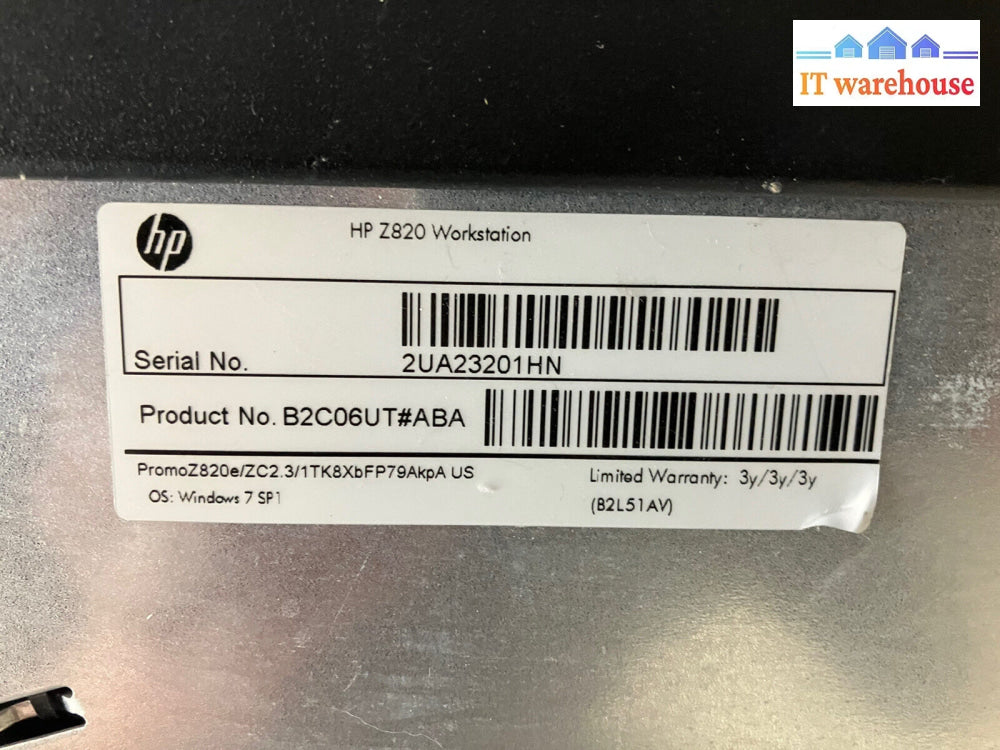 IT warehouse
hp
HP Z820 Workstation
Serial No.
2UA23201HN
Product No. B2C06UT#ABA
PromoZ820e/ZC2.3/1TK8XbFP79AkpA US
Limited Warranty: 3y/3y/3y
OS: Windows 7 SP1
(B2L51AV)